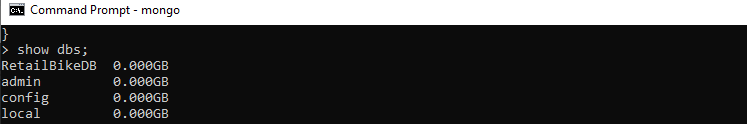 Command Prompt - mongo
}
> show dbs;
RetailBikeDB  0.000GB
admin         0.000GB
config        0.000GB
local         0.000GB